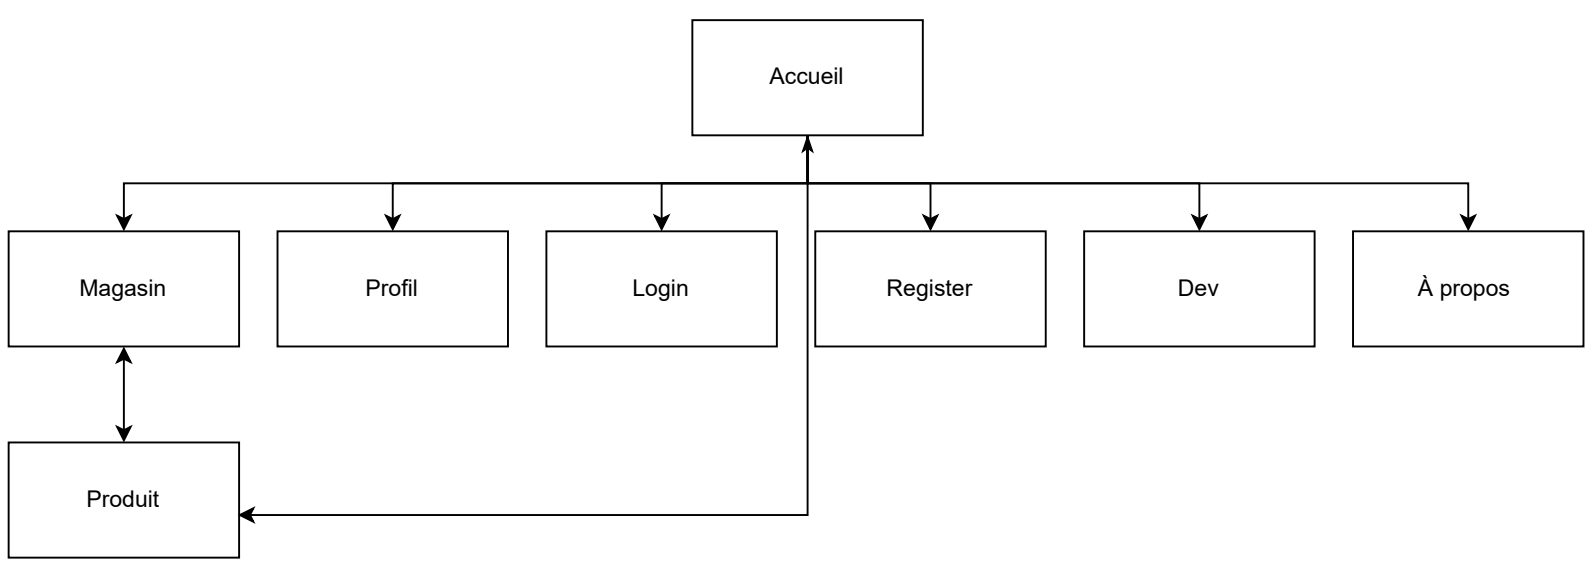 Accueil
Magasin
Profil
Login
Register
Dev
À propos
Produit